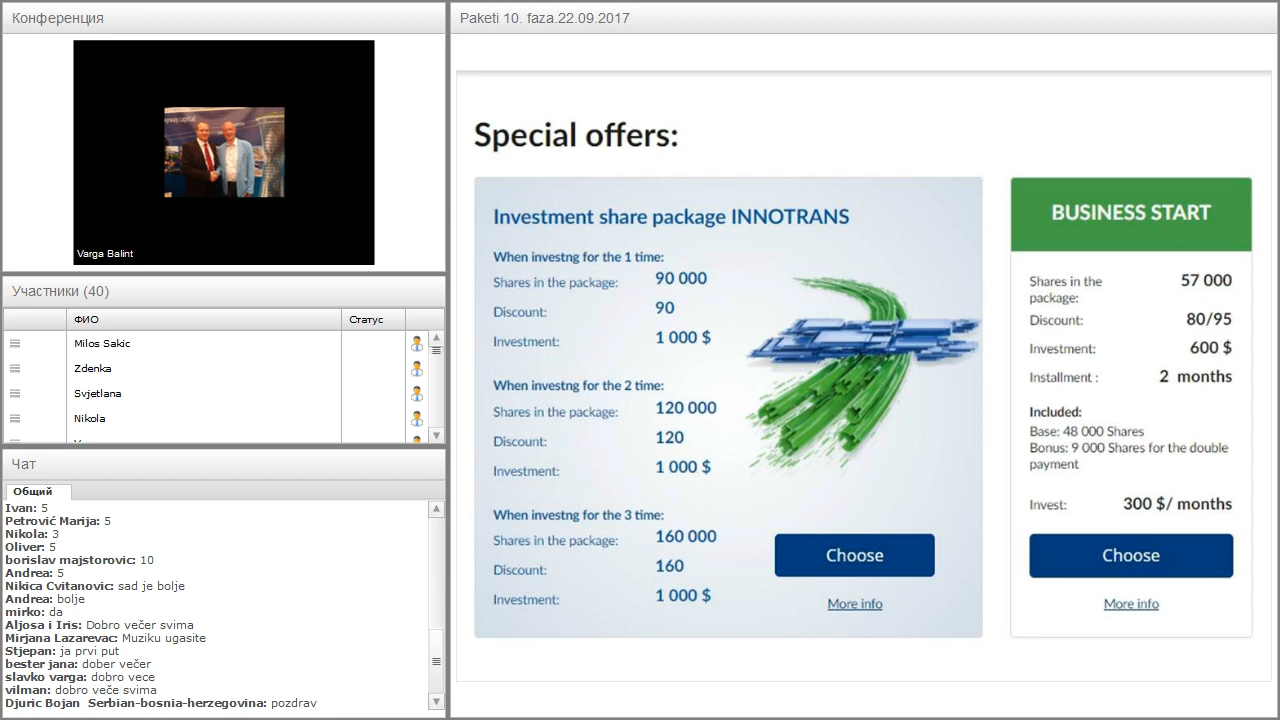 Конференция
Varga Balint
Участники (40)
ФИО
Статус
Milos Sakic
Zdenka
Svjetlana
Nikola
Чат
Общий
Ivan: 5
Petrović Marija: 5
Nikola: 3
Oliver: 5
borislav majstorovic: 10
Andrea: 5
Nikica Cvitanovic: sad je bolje
Andrea: bolje
mirko: da
Aljosa i Iris: Dobro večer svima
Mirjana Lazarevac: Muziku ugasite
Stjepan: ja prvi put
bester jana: dober večer
slavko varga: dobro vece
vilman: dobro veče svima
Djuric Bojan Serbian-bosnia-herzegovina: pozdrav
Paketi 10. faza.22.09.2017
Special offers:
Investment share package INNOTRANS
When investng for the 1 time:
Shares in the package: 90 000
Discount: 90
Investment: 1 000 $
When investng for the 2 time:
Shares in the package: 120 000
Discount: 120
Investment: 1 000 $
When investng for the 3 time:
Shares in the package: 160 000
Discount: 160
Investment: 1 000 $
Choose
More info
BUSINESS START
Shares in the 57 000
package:
Discount: 80/95
Investment: 600 $
Installment : 2 months
Included:
Base: 48 000 Shares
Bonus: 9 000 Shares for the double
payment
Invest: 300 $/ months
Choose
More info